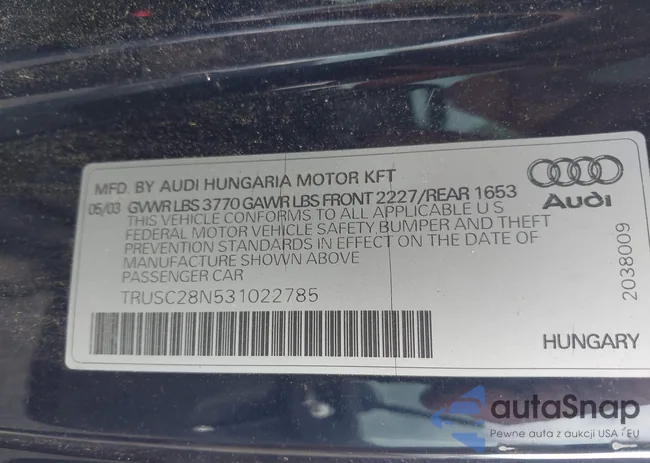 MFD. BY AUDI HUNGARIA MOTOR KFT
05/03 GVWR LBS 3770 GAWR LBS FRONT 2227/REAR 1653
THIS VEHICLE CONFORMS TO ALL APPLICABLE U S
FEDERAL MOTOR VEHICLE SAFETY, BUMPER AND THEFT
PREVENTION STANDARDS IN EFFECT ON THE DATE OF
MANUFACTURE SHOWN ABOVE
PASSENGER CAR
TRUSC28N531022785
Audi
2038009
HUNGARY
autaSnap
Pewne auta z aukcji USA i EU